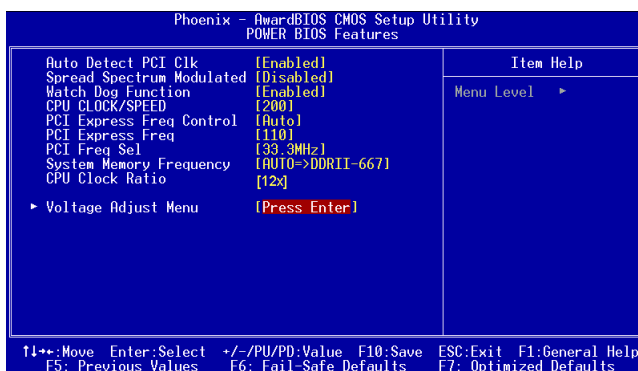 Phoenix - AwardBIOS CMOS Setup Utility
POWER BIOS Features
Auto Detect PCI Clk [Enabled]
Spread Spectrum Modulated [Disabled]
Watch Dog Function [Enabled]
CPU CLOCK/SPEED [200]
PCI Express Freq Control [Auto]
PCI Express Freq [110]
PCI Freq Sel [33.3MHz]
System Memory Frequency [AUTO=>DDRII-667]
CPU Clock Ratio [12x]
► Voltage Adjust Menu [Press Enter]
Item Help
Menu Level ►
↑↓→←:Move Enter:Select +/-/PU/PD:Value F10:Save ESC:Exit F1:General Help
F5: Previous Values F6: Fail-Safe Defaults F7: Optimized Defaults